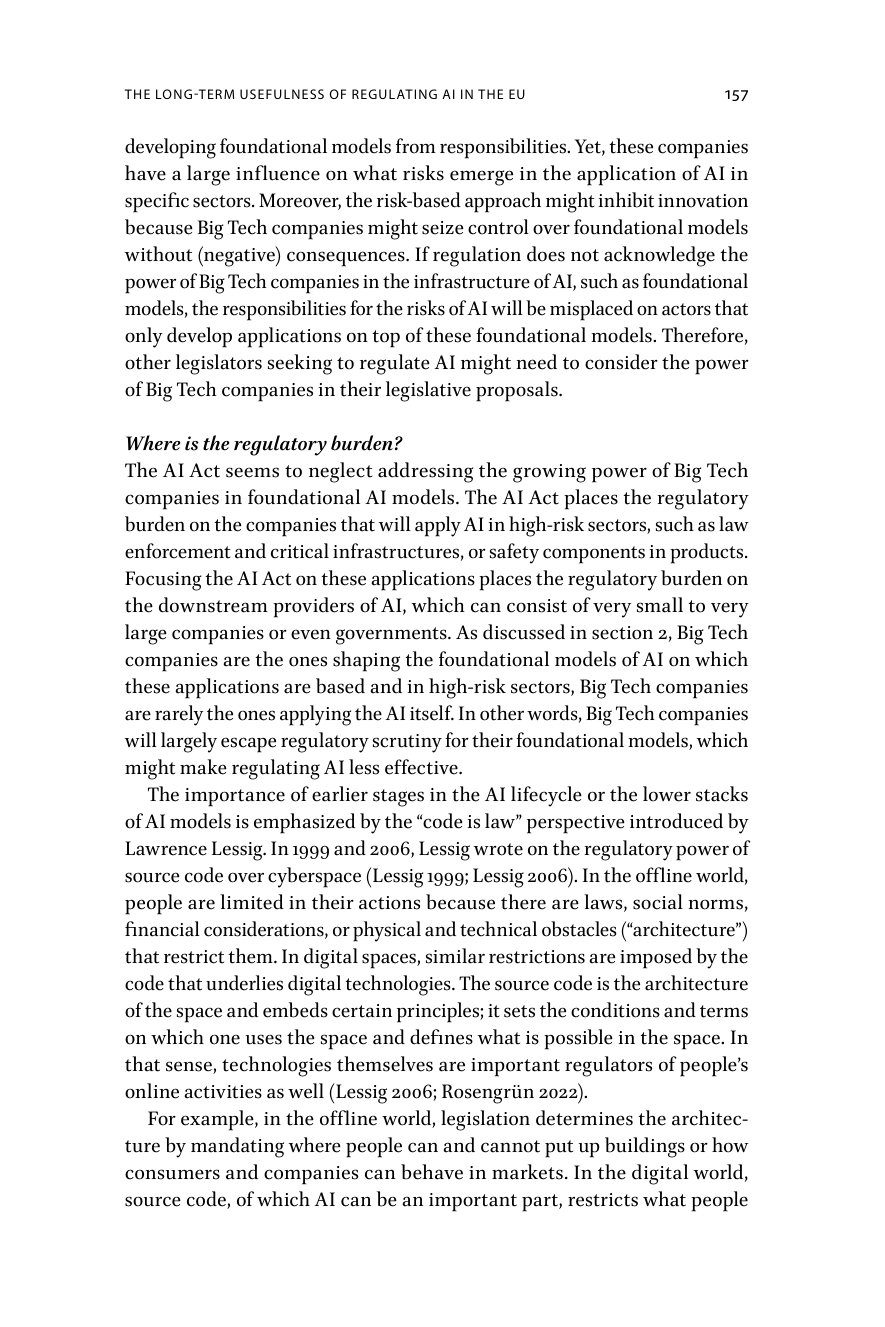 THE LONG-TERM USEFULNESS OF REGULATING AI IN THE EU 157
developing foundational models from responsibilities. Yet, these companies
have a large influence on what risks emerge in the application of AI in
specific sectors. Moreover, the risk-based approach might inhibit innovation
because Big Tech companies might seize control over foundational models
without (negative) consequences. If regulation does not acknowledge the
power of Big Tech companies in the infrastructure of AI, such as foundational
models, the responsibilities for the risks of AI will be misplaced on actors that
only develop applications on top of these foundational models. Therefore,
other legislators seeking to regulate AI might need to consider the power
of Big Tech companies in their legislative proposals.
Where is the regulatory burden?
The AI Act seems to neglect addressing the growing power of Big Tech
companies in foundational AI models. The AI Act places the regulatory
burden on the companies that will apply AI in high-risk sectors, such as law
enforcement and critical infrastructures, or safety components in products.
Focusing the AI Act on these applications places the regulatory burden on
the downstream providers of AI, which can consist of very small to very
large companies or even governments. As discussed in section 2, Big Tech
companies are the ones shaping the foundational models of AI on which
these applications are based and in high-risk sectors, Big Tech companies
are rarely the ones applying the AI itself. In other words, Big Tech companies
will largely escape regulatory scrutiny for their foundational models, which
might make regulating AI less effective.
The importance of earlier stages in the AI lifecycle or the lower stacks
of AI models is emphasized by the “code is law” perspective introduced by
Lawrence Lessig. In 1999 and 2006, Lessig wrote on the regulatory power of
source code over cyberspace (Lessig 1999; Lessig 2006). In the offline world,
people are limited in their actions because there are laws, social norms,
financial considerations, or physical and technical obstacles (“architecture”)
that restrict them. In digital spaces, similar restrictions are imposed by the
code that underlies digital technologies. The source code is the architecture
of the space and embeds certain principles; it sets the conditions and terms
on which one uses the space and defines what is possible in the space. In
that sense, technologies themselves are important regulators of people’s
online activities as well (Lessig 2006; Rosengrün 2022).
For example, in the offline world, legislation determines the architec-
ture by mandating where people can and cannot put up buildings or how
consumers and companies can behave in markets. In the digital world,
source code, of which AI can be an important part, restricts what people